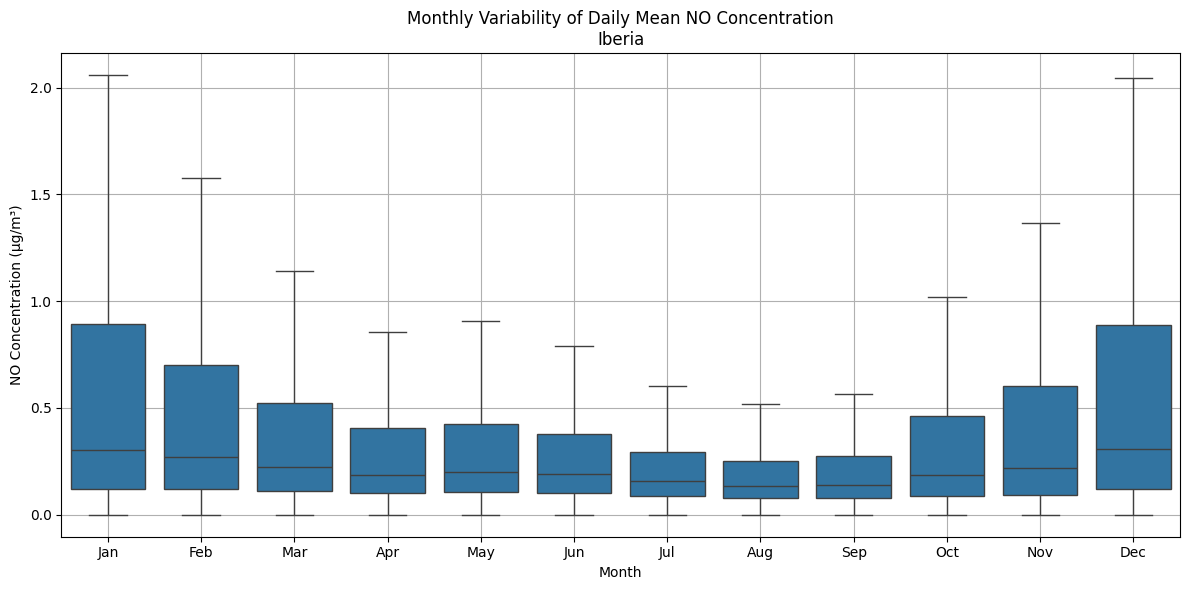 Monthly Variability of Daily Mean NO Concentration
Iberia
NO Concentration (µg/m³)
2.0
1.5
1.0
0.5
0.0
Jan Feb Mar Apr May Jun Jul Aug Sep Oct Nov Dec
Month